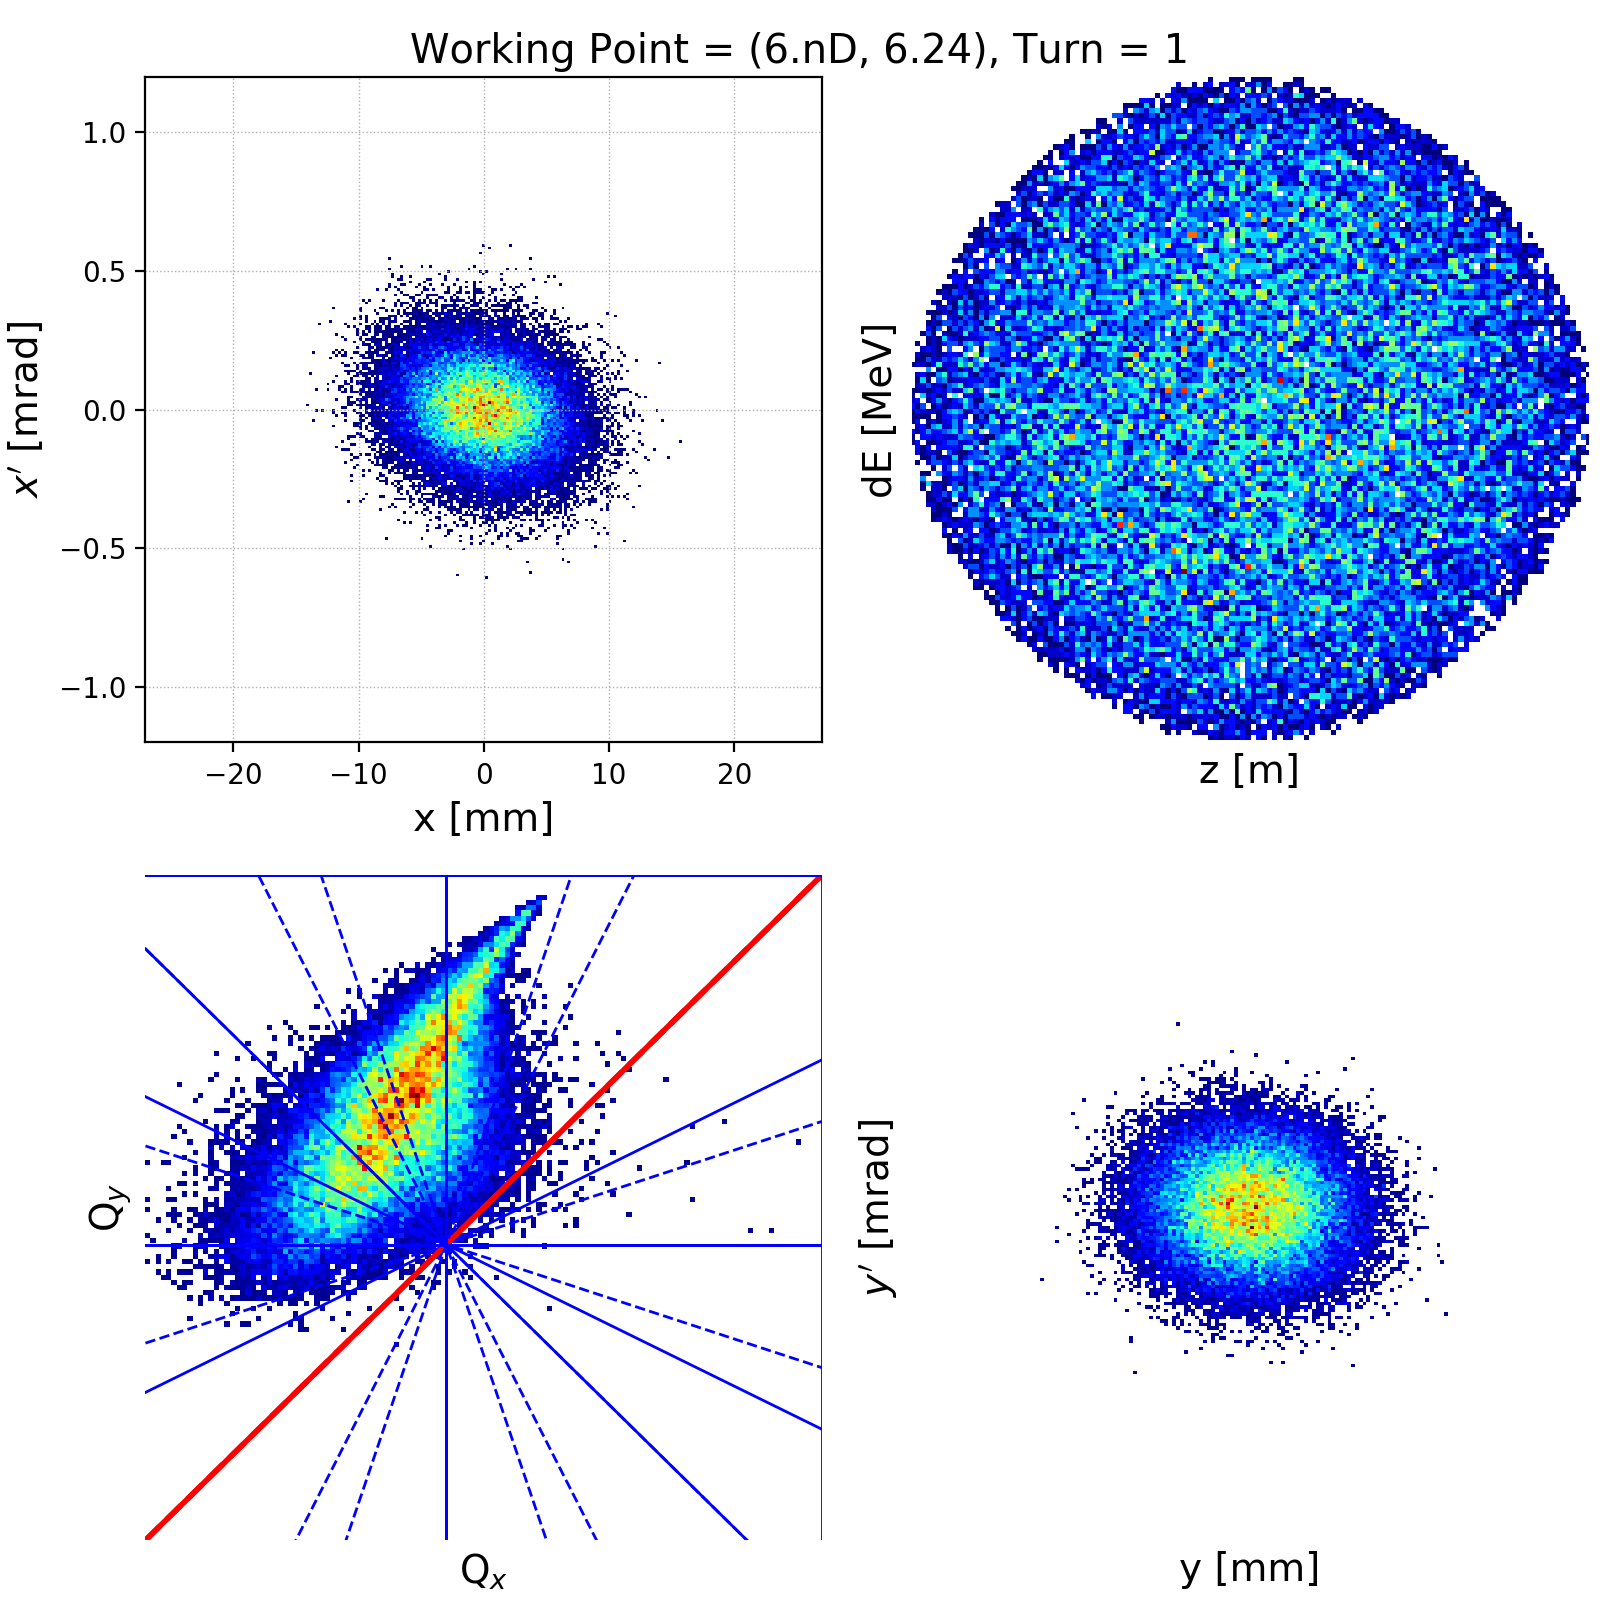 Working Point = (6.nD, 6.24), Turn = 1
1.0
0.5
0.0
−0.5
−1.0
x′ [mrad]
−20 −10 0 10 20
x [mm]
dE [MeV]
z [m]
Qy
Qx
y′ [mrad]
y [mm]